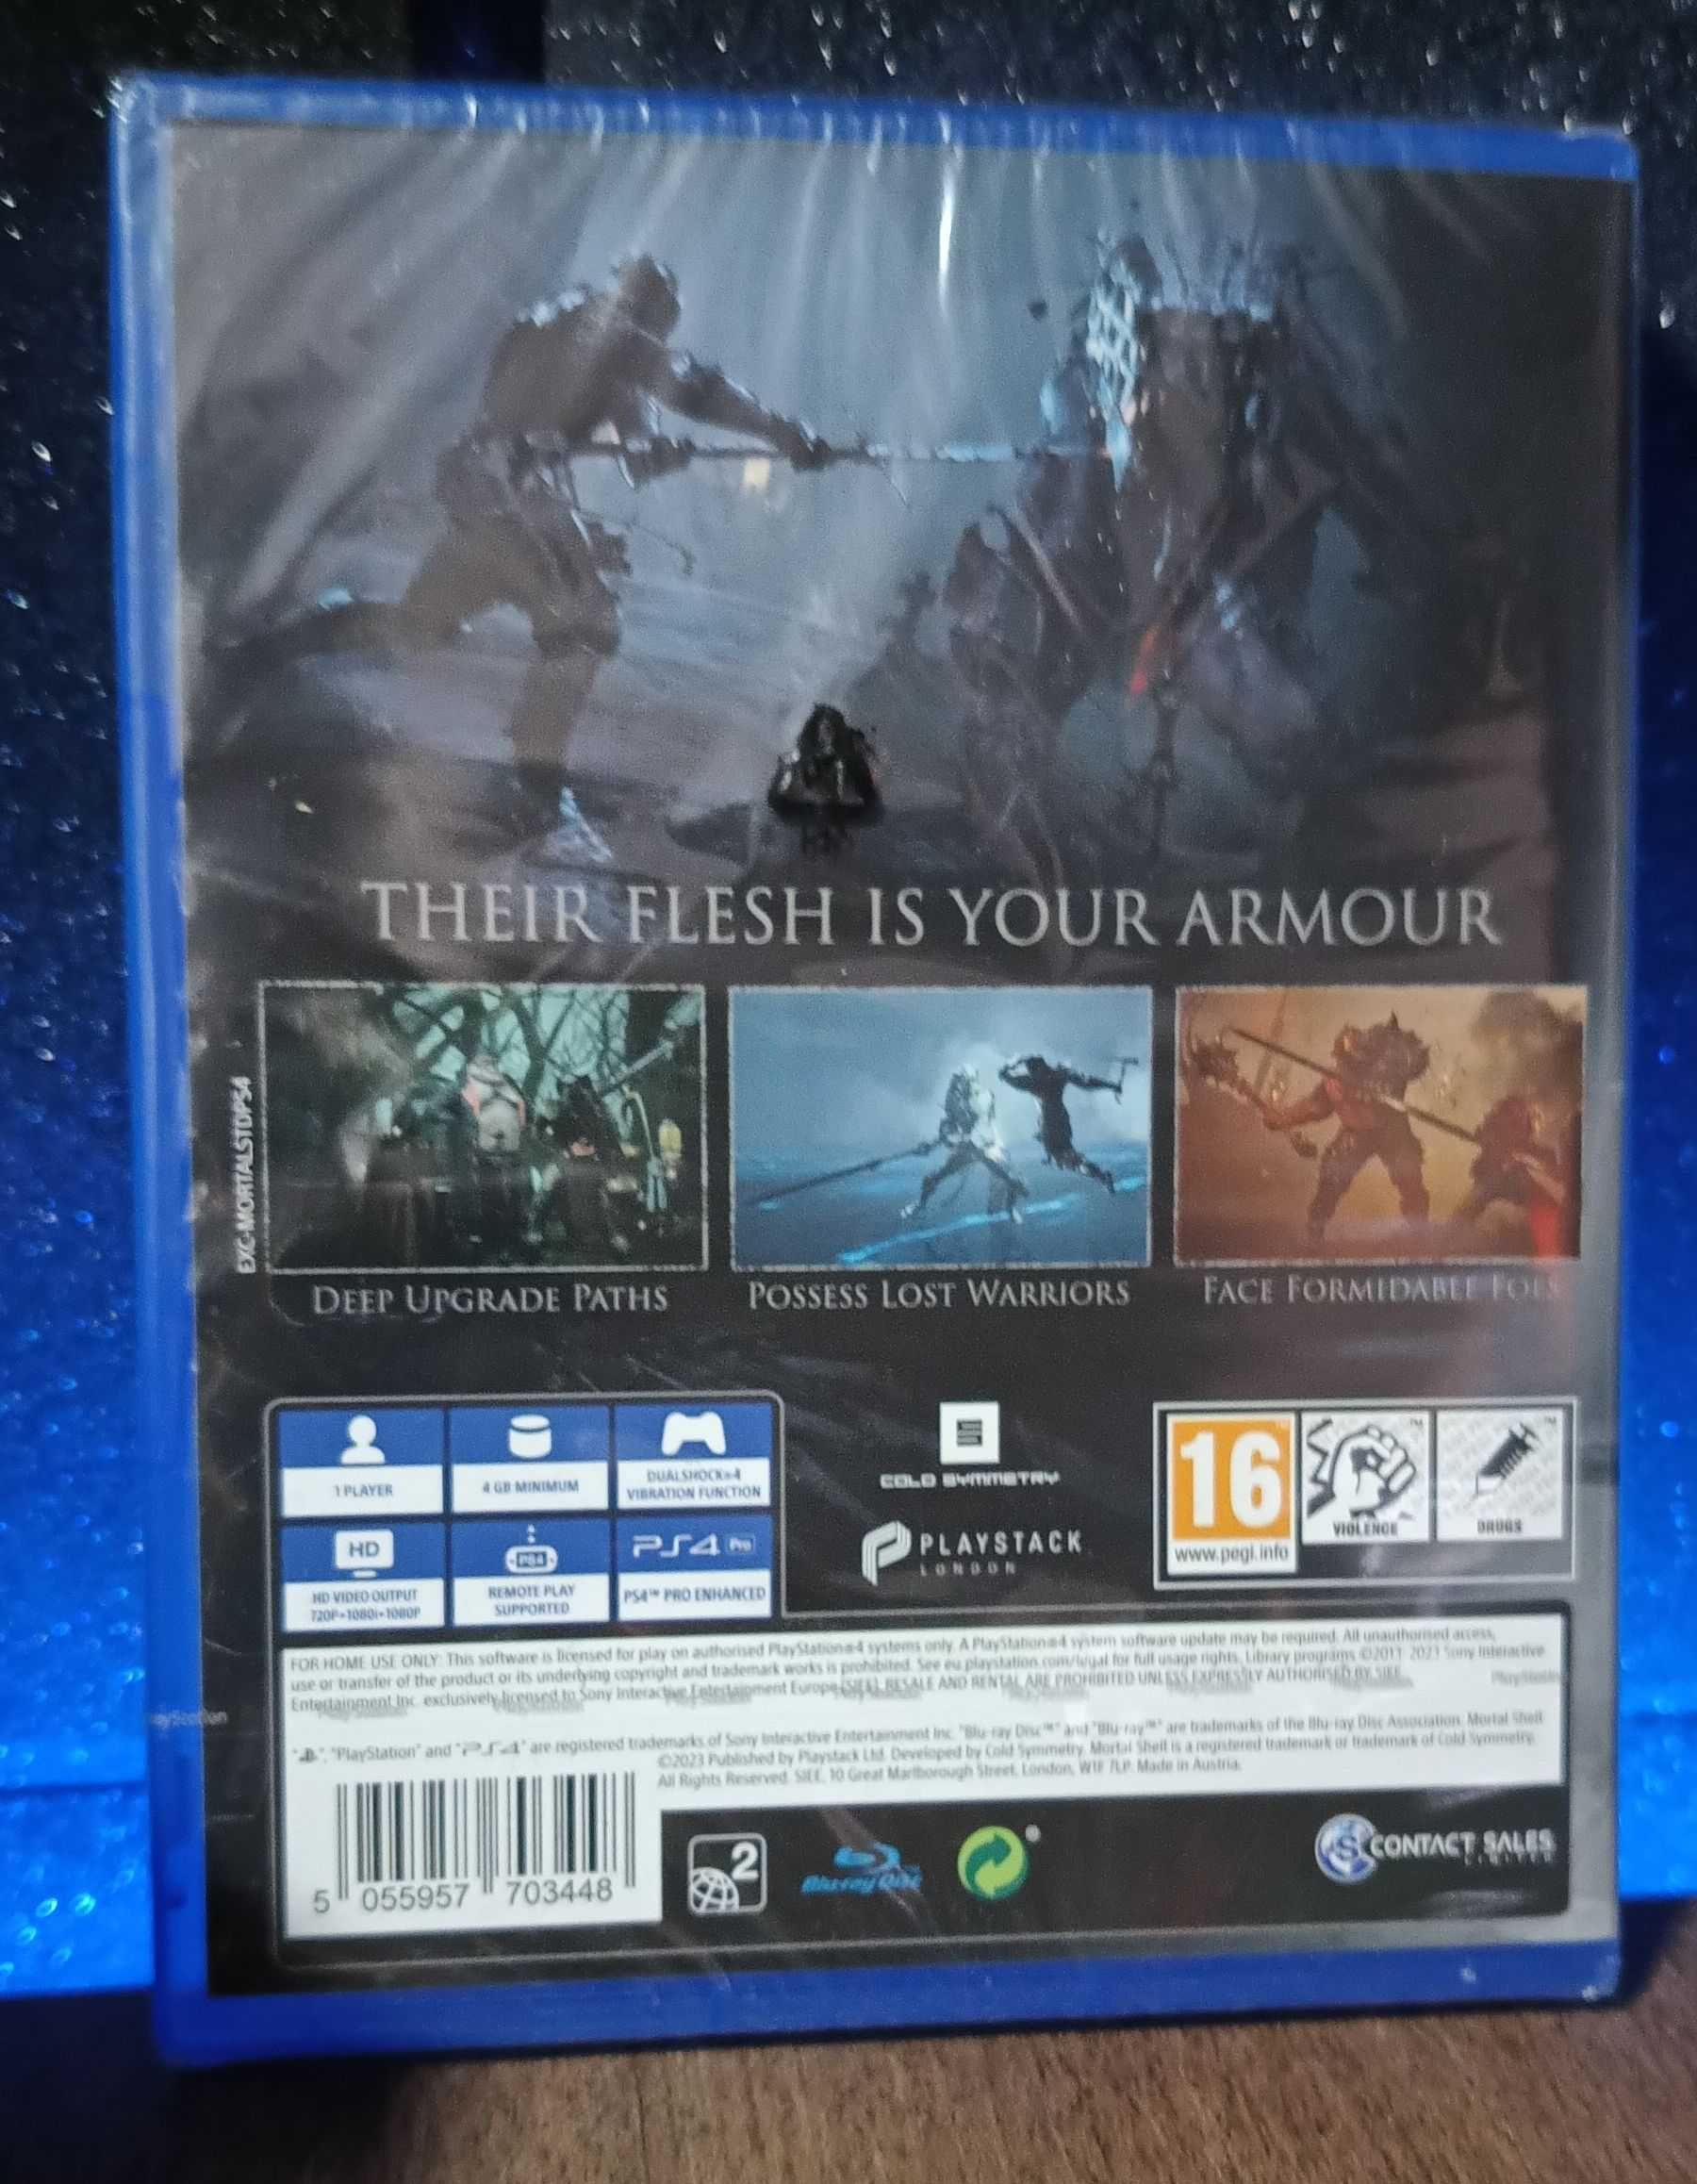 THEIR FLESH IS YOUR ARMOUR
EXC-MORTALSTDPS4
DEEP UPGRADE PATHS
POSSESS LOST WARRIORS
FACE FORMIDABLE FOES
1 PLAYER
4 GB MINIMUM
DUALSHOCK®4
VIBRATION FUNCTION
HD
HD VIDEO OUTPUT
720P•1080i•1080P
PS4
REMOTE PLAY
SUPPORTED
PS4 Pro
PS4™ PRO ENHANCED
COLD SYMMETRY
PLAYSTACK
LONDON
16
www.pegi.info
VIOLENCE
DRUGS
FOR HOME USE ONLY: This software is licensed for play on authorised PlayStation®4 systems only. A PlayStation®4 system software update may be required. All unauthorised access,
use or transfer of the product or its underlying copyright and trademark works is prohibited. See eu.playstation.com/legal for full usage rights. Library programs ©2011-2023 Sony Interactive
Entertainment Inc. exclusively licensed to Sony Interactive Entertainment Europe (SIEE). RESALE AND RENTAL ARE PROHIBITED UNLESS EXPRESSLY AUTHORISED BY SIEE.
"PlayStation" and "PS4" are registered trademarks of Sony Interactive Entertainment Inc. "Blu-ray Disc™" and "Blu-ray™" are trademarks of the Blu-ray Disc Association. Mortal Shell
©2023 Published by Playstack Ltd. Developed by Cold Symmetry. Mortal Shell is a registered trademark or trademark of Cold Symmetry.
All Rights Reserved. SIEE, 10 Great Marlborough Street, London, W1F 7LP. Made in Austria.
5 055957 703448
2
Blu-ray Disc
CONTACT SALES
LIMITED